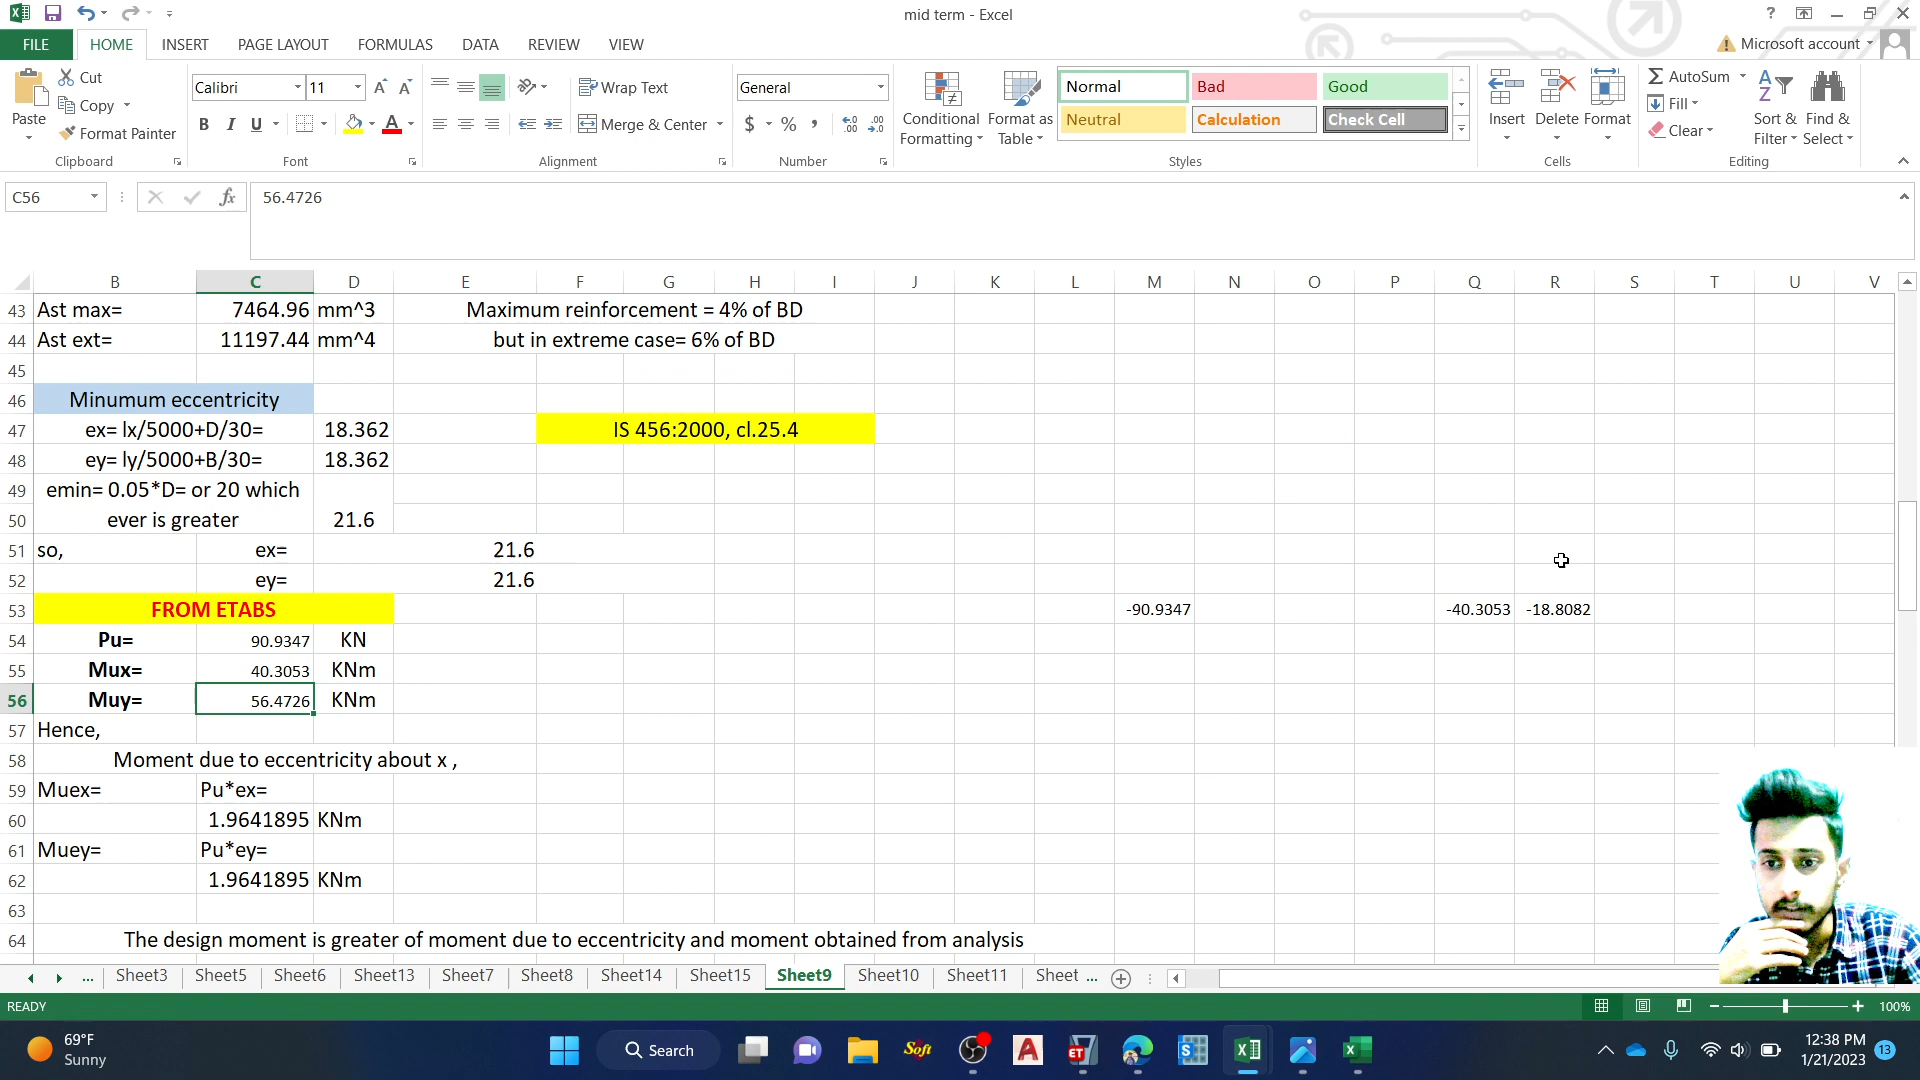 mid term - Excel
?
FILE HOME INSERT PAGE LAYOUT FORMULAS DATA REVIEW VIEW
Microsoft account
Paste
Cut
Copy
Format Painter
Clipboard
Calibri 11
B I U
Font
Wrap Text
Merge & Center
Alignment
General
$ % ,
Number
Conditional Formatting
Format as Table
Normal Bad Good
Neutral Calculation Check Cell
Styles
Insert Delete Format
Cells
AutoSum
Fill
Clear
Sort & Filter
Find & Select
Editing
C56 fx 56.4726
B C D E F G H I J K L M N O P Q R S T U V
43 Ast max= 7464.96 mm^3 Maximum reinforcement = 4% of BD
44 Ast ext= 11197.44 mm^4 but in extreme case= 6% of BD
45
46 Minumum eccentricity
47 ex= lx/5000+D/30= 18.362 IS 456:2000, cl.25.4
48 ey= ly/5000+B/30= 18.362
49 emin= 0.05*D= or 20 which
50 ever is greater 21.6
51 so, ex= 21.6
52 ey= 21.6
53 FROM ETABS -90.9347 -40.3053 -18.8082
54 Pu= 90.9347 KN
55 Mux= 40.3053 KNm
56 Muy= 56.4726 KNm
57 Hence,
58 Moment due to eccentricity about x ,
59 Muex= Pu*ex=
60 1.9641895 KNm
61 Muey= Pu*ey=
62 1.9641895 KNm
63
64 The design moment is greater of moment due to eccentricity and moment obtained from analysis
... Sheet3 Sheet5 Sheet6 Sheet13 Sheet7 Sheet8 Sheet14 Sheet15 Sheet9 Sheet10 Sheet11 Sheet ...
READY 100%
69°F
Sunny
Search
Soft
ET
12:38 PM
1/21/2023
13